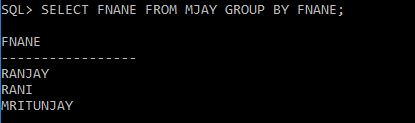 SQL> SELECT FNANE FROM MJAY GROUP BY FNANE;
FNANE
-----------------
RANJAY
RANI
MRITUNJAY